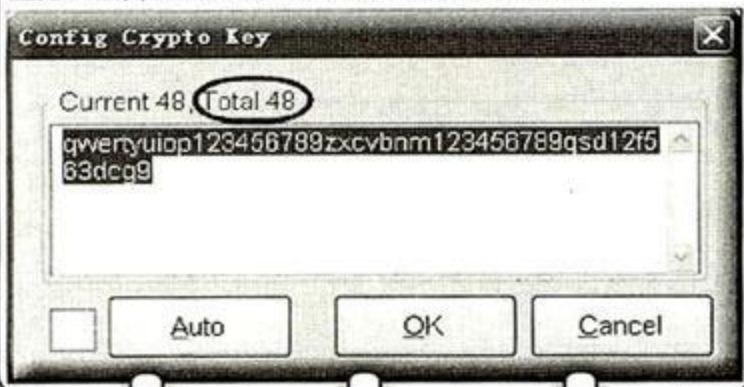 Config Crypto Key
Current 48, Total 48
qwertyuiop123456789zxcvbnm123456789qsd12f5
63dcg9
Auto
OK
Cancel